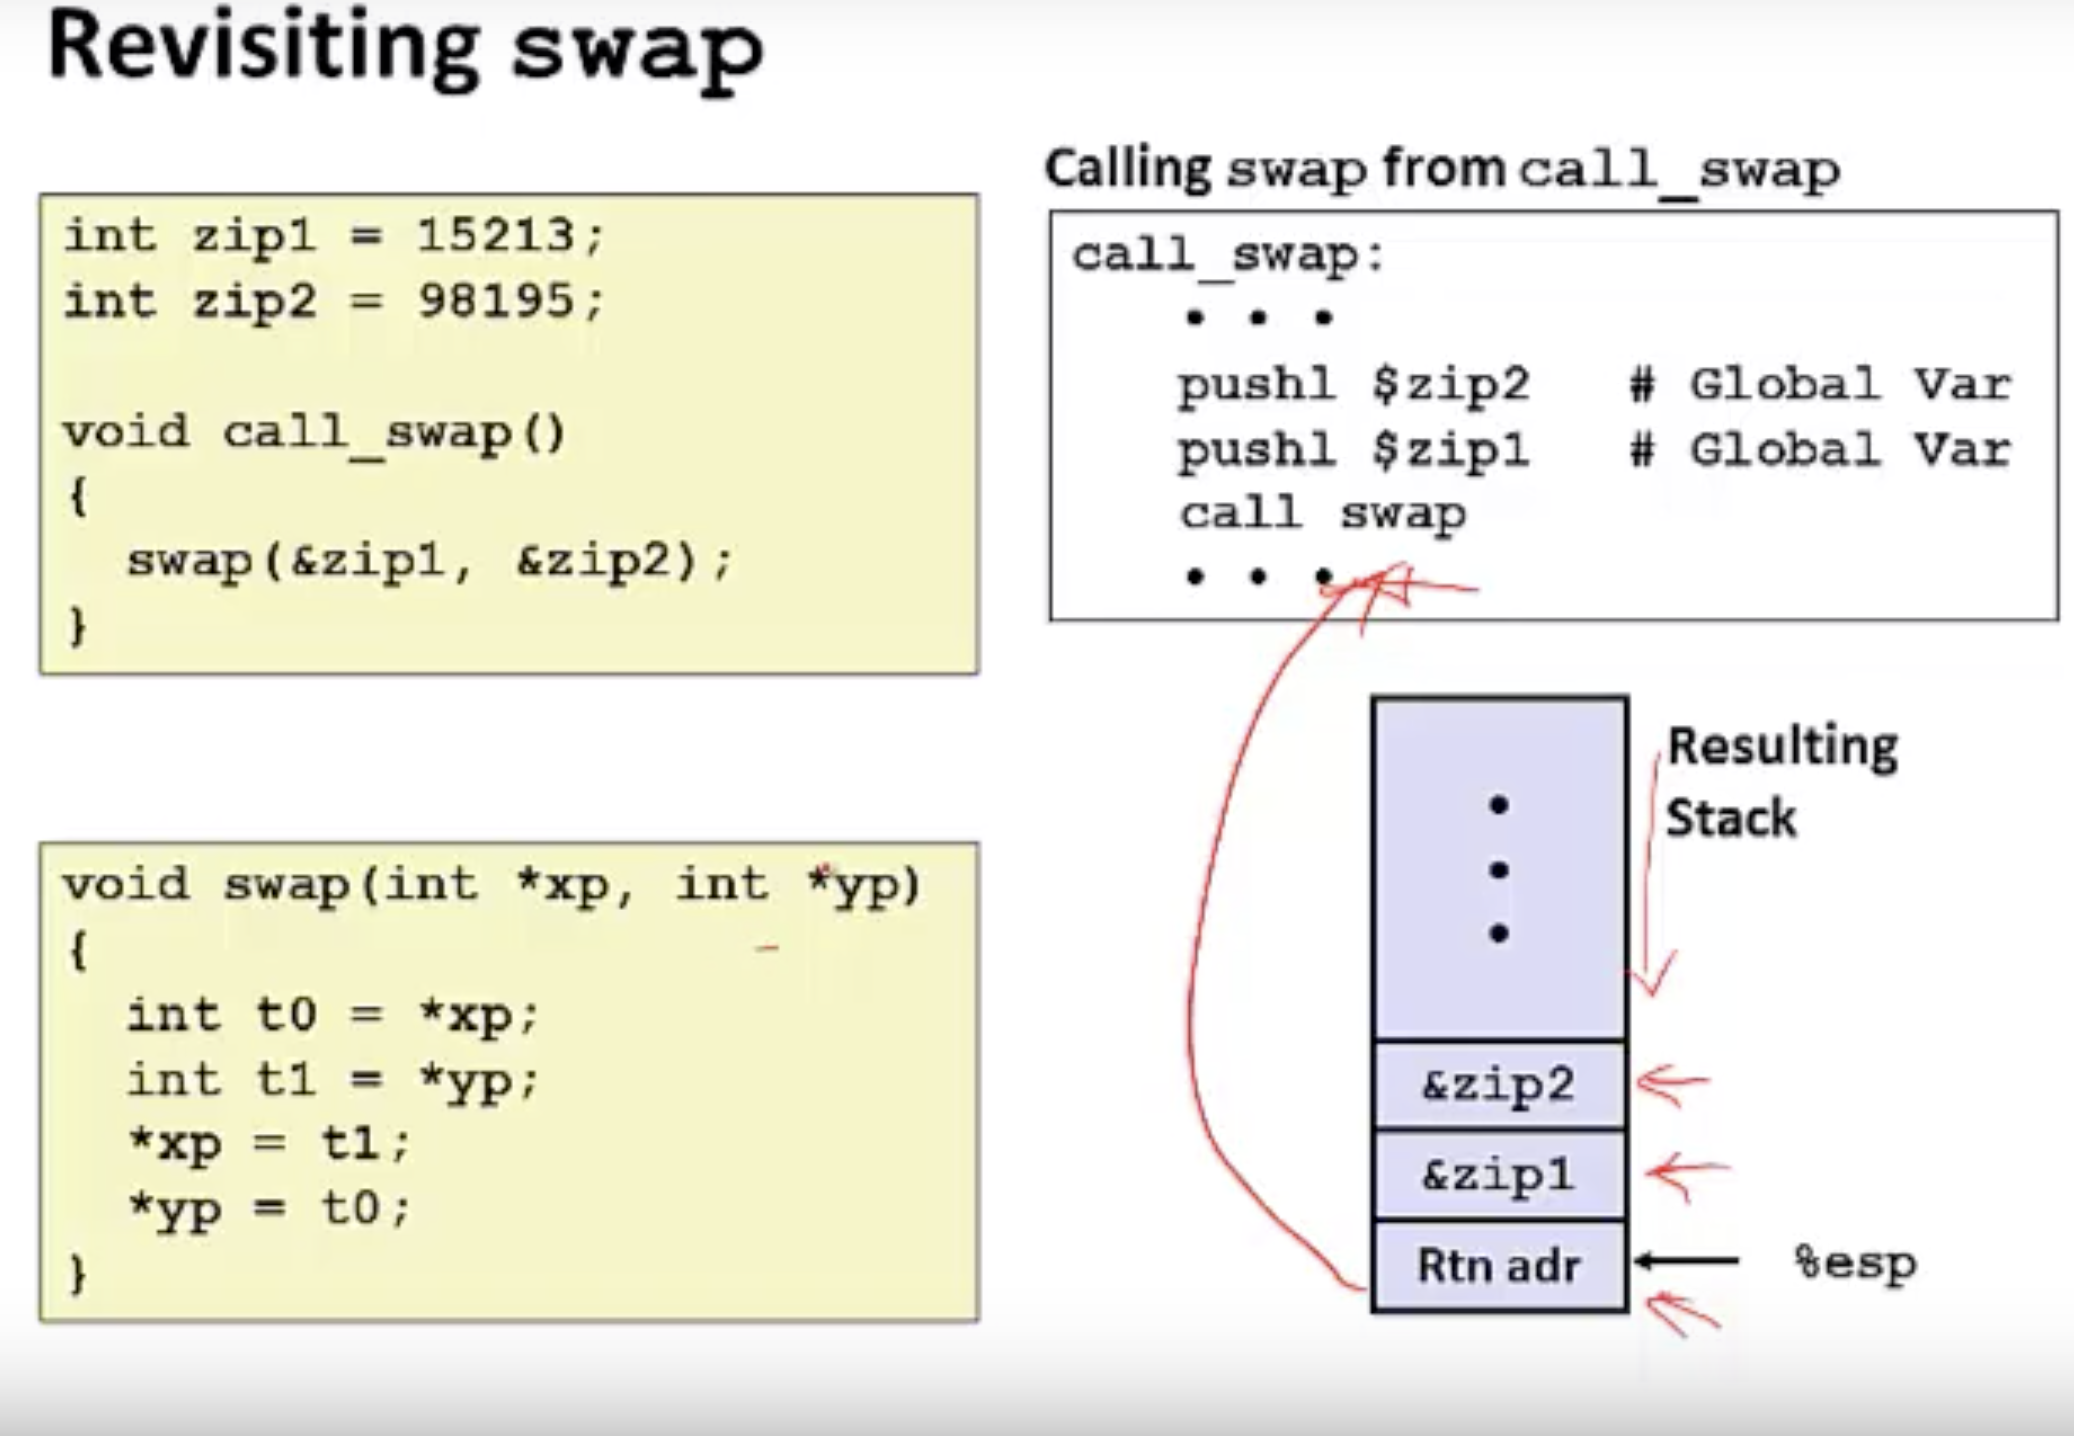 Revisiting swap
int zip1 = 15213;
int zip2 = 98195;
void call_swap()
{
swap(&zip1, &zip2);
}
void swap(int *xp, int *yp)
{
int t0 = *xp;
int t1 = *yp;
*xp = t1;
*yp = t0;
}
Calling swap from call_swap
call_swap:
• • •
pushl $zip2 # Global Var
pushl $zip1 # Global Var
call swap
• • •
Resulting
Stack
•
•
•
&zip2
&zip1
Rtn adr
%esp